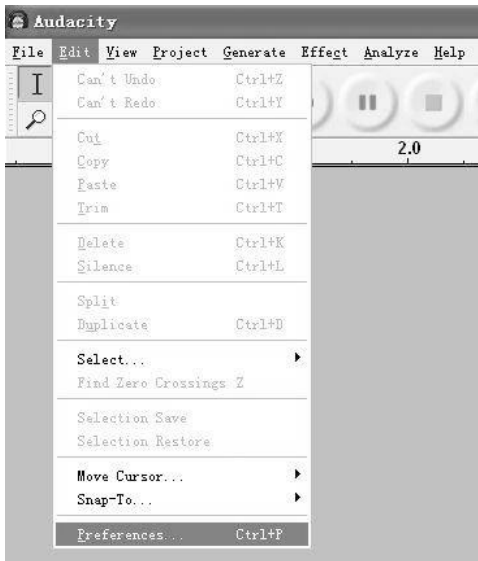 Audacity
File Edit View Project Generate Effect Analyze Help
Can't Undo Ctrl+Z
Can't Redo Ctrl+Y
Cut Ctrl+X
Copy Ctrl+C
Paste Ctrl+V
Trim Ctrl+T
2.0
Delete Ctrl+K
Silence Ctrl+L
Split
Duplicate Ctrl+D
Select...
Find Zero Crossings Z
Selection Save
Selection Restore
Move Cursor...
Snap-To...
Preferences... Ctrl+P